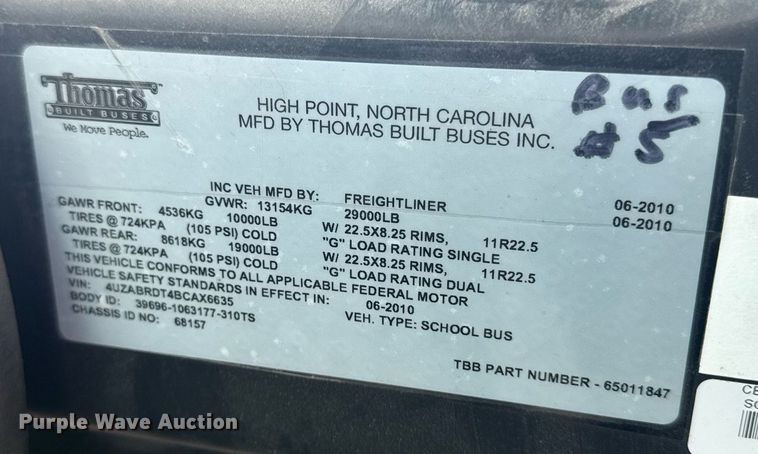 Thomas
BUILT BUSES
We Move People.
HIGH POINT, NORTH CAROLINA
MFD BY THOMAS BUILT BUSES INC.
Bus
#5
INC VEH MFD BY: FREIGHTLINER 06-2010
GVWR: 13154KG 29000LB 06-2010
GAWR FRONT: 4536KG 10000LB W/ 22.5X8.25 RIMS, 11R22.5
TIRES @ 724KPA (105 PSI) COLD "G" LOAD RATING SINGLE
GAWR REAR: 8618KG 19000LB W/ 22.5X8.25 RIMS, 11R22.5
TIRES @ 724KPA (105 PSI) COLD "G" LOAD RATING DUAL
THIS VEHICLE CONFORMS TO ALL APPLICABLE FEDERAL MOTOR
VEHICLE SAFETY STANDARDS IN EFFECT IN: 06-2010
VIN: 4UZABRDT4BCAX6635
BODY ID: 39696-1063177-310TS VEH. TYPE: SCHOOL BUS
CHASSIS ID NO: 68157
TBB PART NUMBER - 65011847
Purple Wave Auction